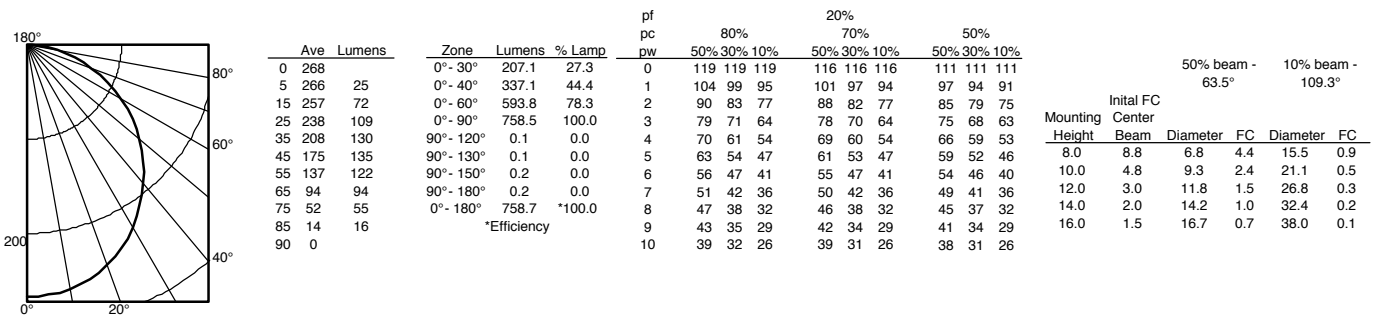 180°
80°
60°
40°
200
0° 20°
Ave Lumens
0 268
5 266 25
15 257 72
25 238 109
35 208 130
45 175 135
55 137 122
65 94 94
75 52 55
85 14 16
90 0
Zone Lumens % Lamp
0°- 30° 207.1 27.3
0°- 40° 337.1 44.4
0°- 60° 593.8 78.3
0°- 90° 758.5 100.0
90°- 120° 0.1 0.0
90°- 130° 0.1 0.0
90°- 150° 0.2 0.0
90°- 180° 0.2 0.0
0°- 180° 758.7 *100.0
*Efficiency
pf 20%
pc 80% 70% 50%
pw 50% 30% 10% 50% 30% 10% 50% 30% 10%
0 119 119 119 116 116 116 111 111 111
1 104 99 95 101 97 94 97 94 91
2 90 83 77 88 82 77 85 79 75
3 79 71 64 78 70 64 75 68 63
4 70 61 54 69 60 54 66 59 53
5 63 54 47 61 53 47 59 52 46
6 56 47 41 55 47 41 54 46 40
7 51 42 36 50 42 36 49 41 36
8 47 38 32 46 38 32 45 37 32
9 43 35 29 42 34 29 41 34 29
10 39 32 26 39 31 26 38 31 26
50% beam - 10% beam -
63.5° 109.3°
Inital FC
Mounting Center
Height Beam Diameter FC Diameter FC
8.0 8.8 6.8 4.4 15.5 0.9
10.0 4.8 9.3 2.4 21.1 0.5
12.0 3.0 11.8 1.5 26.8 0.3
14.0 2.0 14.2 1.0 32.4 0.2
16.0 1.5 16.7 0.7 38.0 0.1